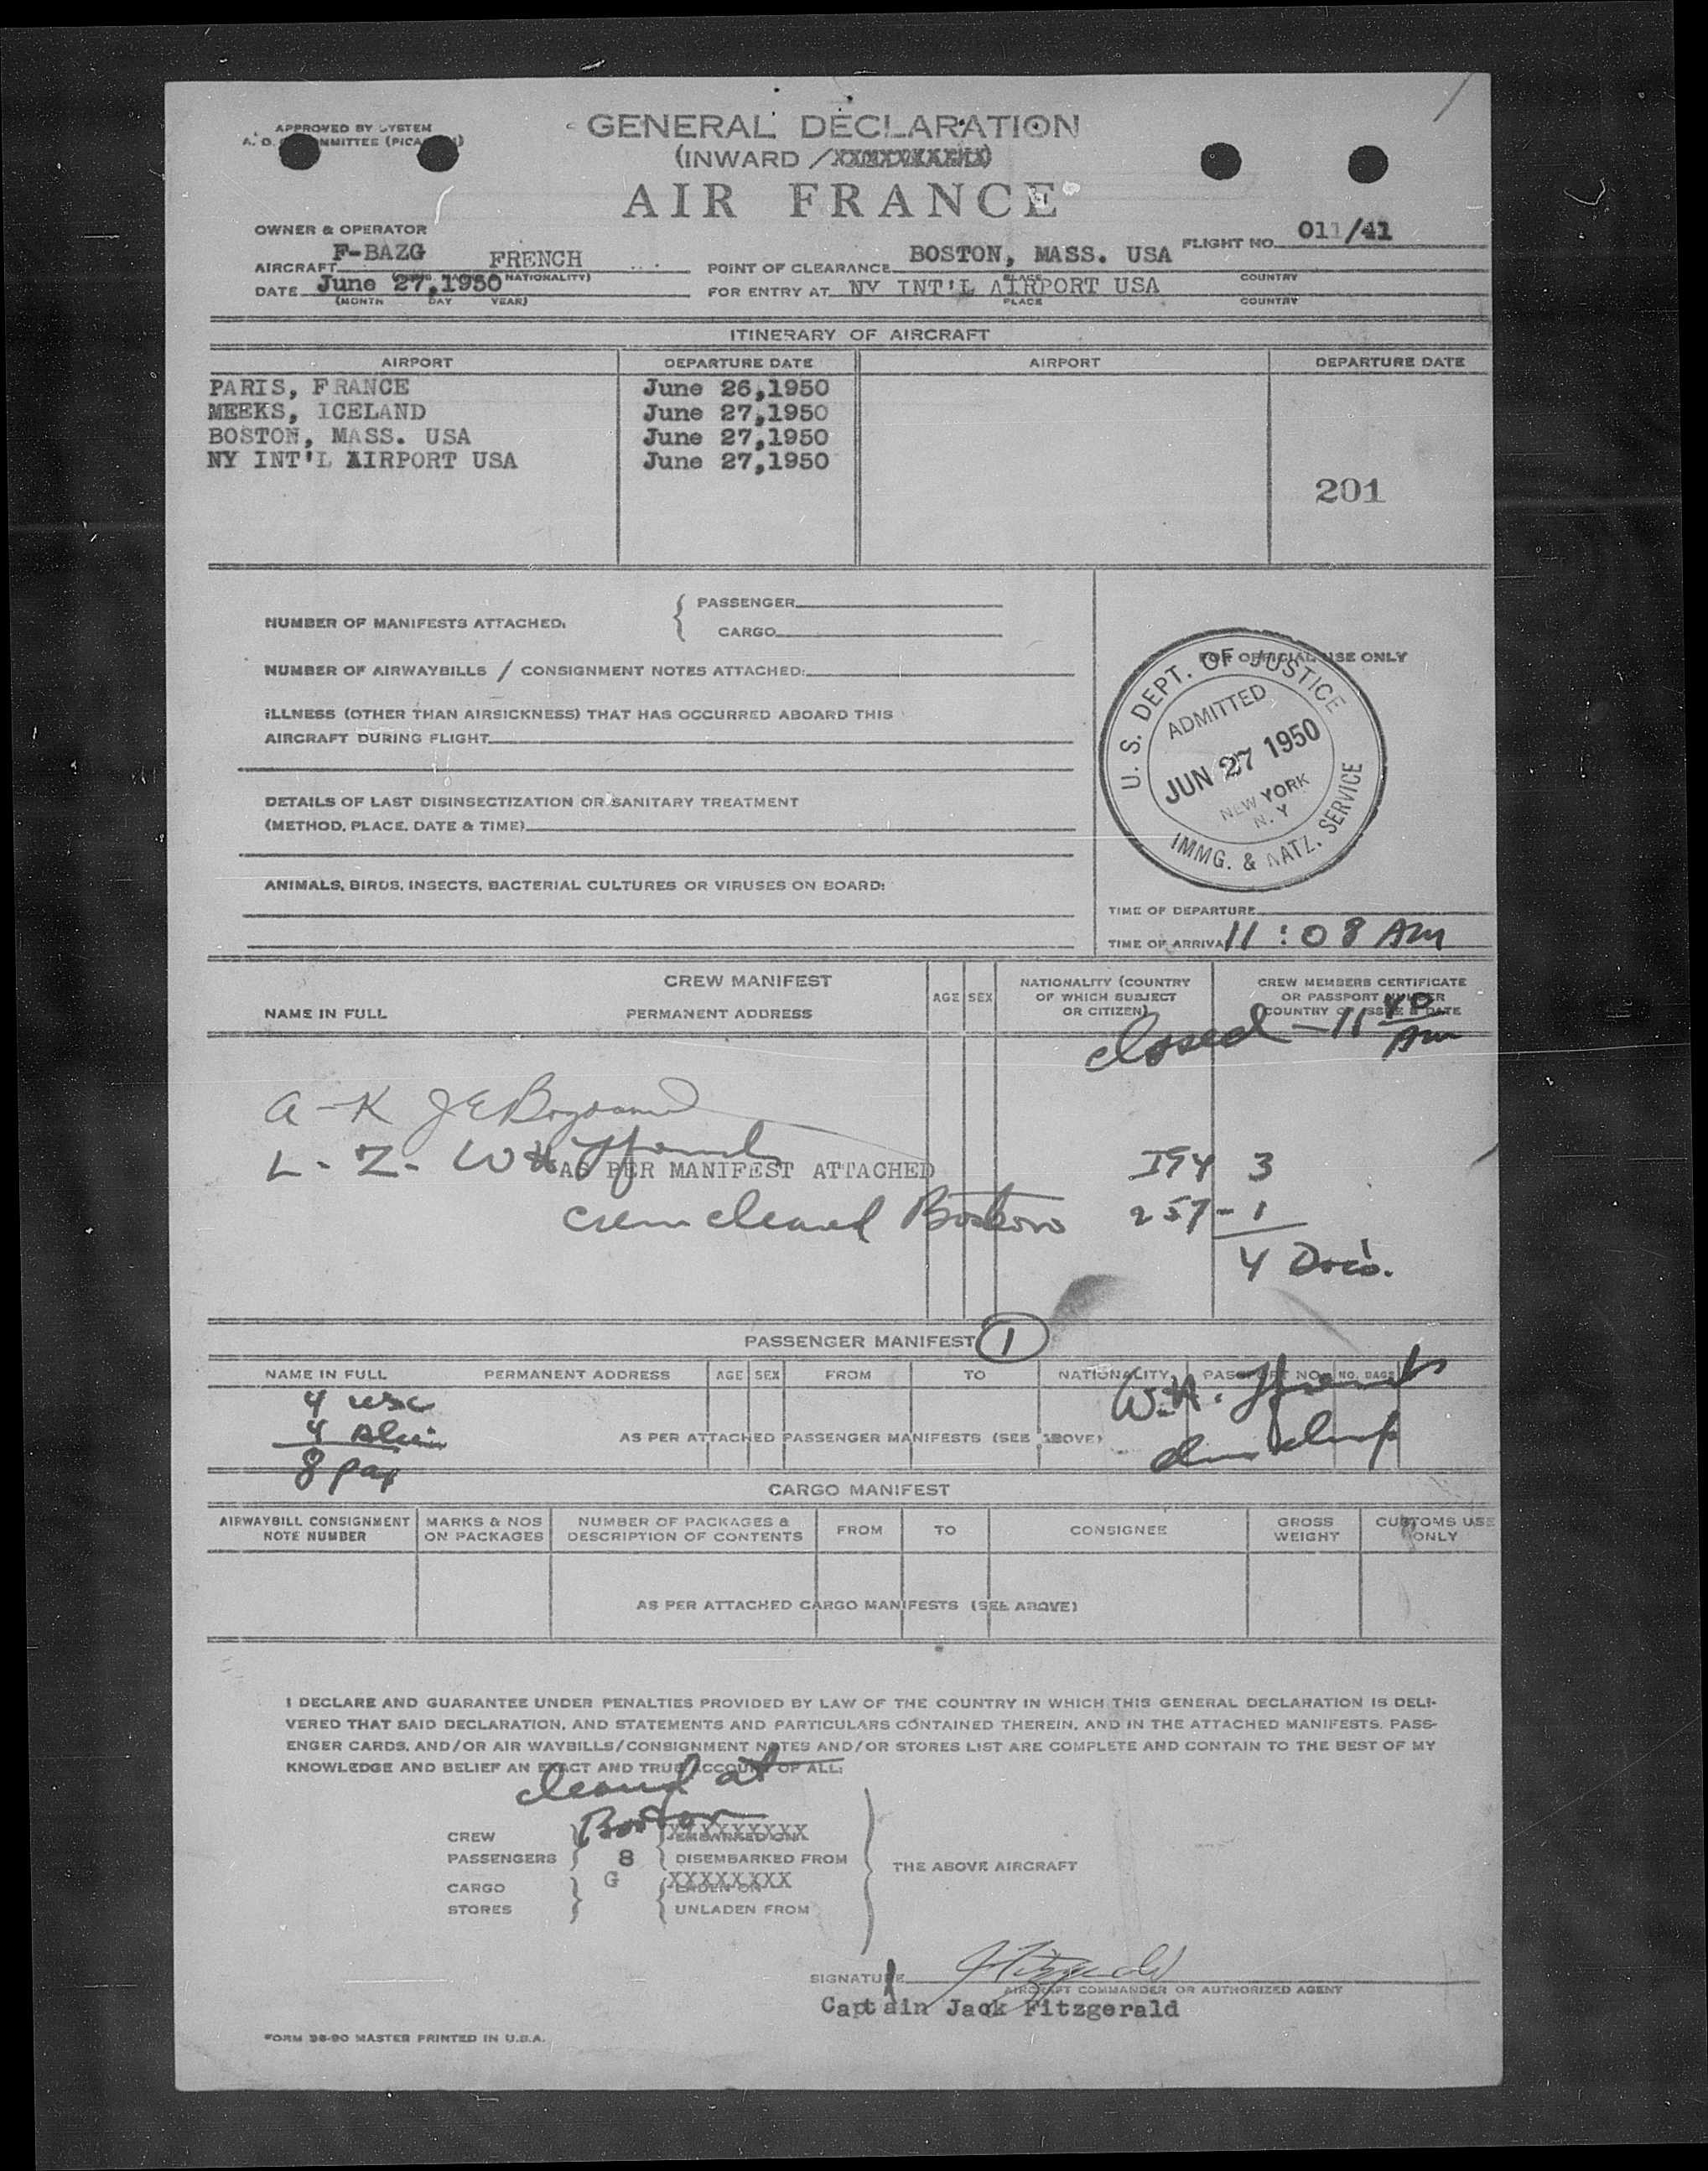 APPROVED BY SYSTEM
GENERAL DECLARATION
(INWARD /XXXXXXXXXX)
AIR FRANCE
OWNER & OPERATOR
AIRCRAFT F-BAZG FRENCH
NATIONALITY)
POINT OF CLEARANCE BOSTON, MASS. USA
PLACE COUNTRY
FLIGHT NO. 011/41
DATE June 27,1950
(MONTH DAY YEAR)
FOR ENTRY AT NY INT'L AIRPORT USA
PLACE COUNTRY
ITINERARY OF AIRCRAFT
AIRPORT DEPARTURE DATE AIRPORT DEPARTURE DATE
PARIS, FRANCE June 26,1950
MEEKS, ICELAND June 27,1950
BOSTON, MASS. USA June 27,1950
NY INT'L AIRPORT USA June 27,1950
201
NUMBER OF MANIFESTS ATTACHED:
PASSENGER
CARGO
NUMBER OF AIRWAYBILLS / CONSIGNMENT NOTES ATTACHED:
ILLNESS (OTHER THAN AIRSICKNESS) THAT HAS OCCURRED ABOARD THIS
AIRCRAFT DURING FLIGHT
DETAILS OF LAST DISINSECTIZATION OR SANITARY TREATMENT
(METHOD, PLACE, DATE & TIME)
ANIMALS, BIRDS, INSECTS, BACTERIAL CULTURES OR VIRUSES ON BOARD:
FOR OFFICIAL USE ONLY
U. S. DEPT. OF JUSTICE
ADMITTED
JUN 27 1950
NEW YORK
N. Y
IMMG. & NATZ. SERVICE
TIME OF DEPARTURE
TIME OF ARRIVAL 11:08 AM
CREW MANIFEST
NAME IN FULL PERMANENT ADDRESS AGE SEX
NATIONALITY (COUNTRY
OF WHICH SUBJECT
OR CITIZEN)
CREW MEMBERS CERTIFICATE
OR PASSPORT NUMBER
COUNTRY OF ISSUE & DATE
closed - 11 40 AM
A - K
L - Z - W H
AS PER MANIFEST ATTACHED
Crew cleared Boston
I94 3
257 - 1
4 Docs.
PASSENGER MANIFEST 1
NAME IN FULL PERMANENT ADDRESS AGE SEX FROM TO NATIONALITY PASSPORT NO. NO. BAGS
4 usc
4 Alien
8 pax
AS PER ATTACHED PASSENGER MANIFESTS (SEE ABOVE)
W.H.
CARGO MANIFEST
AIRWAYBILL CONSIGNMENT
NOTE NUMBER
MARKS & NOS
ON PACKAGES
NUMBER OF PACKAGES &
DESCRIPTION OF CONTENTS
FROM TO CONSIGNEE
GROSS
WEIGHT
CUSTOMS USE
ONLY
AS PER ATTACHED CARGO MANIFESTS (SEE ABOVE)
I DECLARE AND GUARANTEE UNDER PENALTIES PROVIDED BY LAW OF THE COUNTRY IN WHICH THIS GENERAL DECLARATION IS DELI-
VERED THAT SAID DECLARATION, AND STATEMENTS AND PARTICULARS CONTAINED THEREIN, AND IN THE ATTACHED MANIFESTS, PASS-
ENGER CARDS, AND/OR AIR WAYBILLS/CONSIGNMENT NOTES AND/OR STORES LIST ARE COMPLETE AND CONTAIN TO THE BEST OF MY
KNOWLEDGE AND BELIEF AN EXACT AND TRUE ACCOUNT OF ALL:
cleared at
Boston
CREW XXXXXXXXX EMBARKED ON
PASSENGERS 8 DISEMBARKED FROM
THE ABOVE AIRCRAFT
CARGO G XXXXXXXX LADEN ON
STORES UNLADEN FROM
SIGNATURE
AIRCRAFT COMMANDER OR AUTHORIZED AGENT
Captain Jack Fitzgerald
FORM 98-90 MASTER PRINTED IN U.S.A.